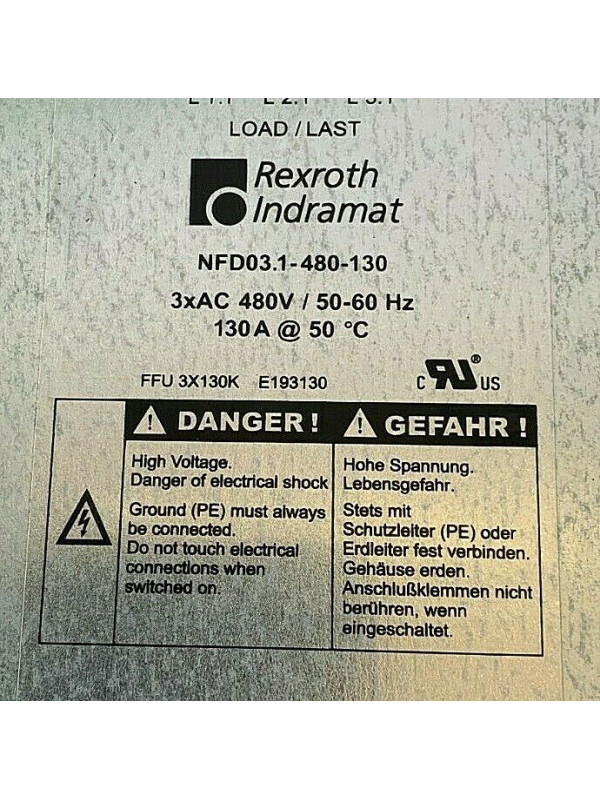 LOAD / LAST
Rexroth
Indramat
NFD03.1-480-130
3xAC 480V / 50-60 Hz
130 A @ 50 °C
FFU 3X130K E193130
c RU ® US
DANGER !
High Voltage.
Danger of electrical shock
Ground (PE) must always
be connected.
Do not touch electrical
connections when
switched on.
GEFAHR !
Hohe Spannung.
Lebensgefahr.
Stets mit
Schutzleiter (PE) oder
Erdleiter fest verbinden.
Gehäuse erden.
Anschlußklemmen nicht
berühren, wenn
eingeschaltet.